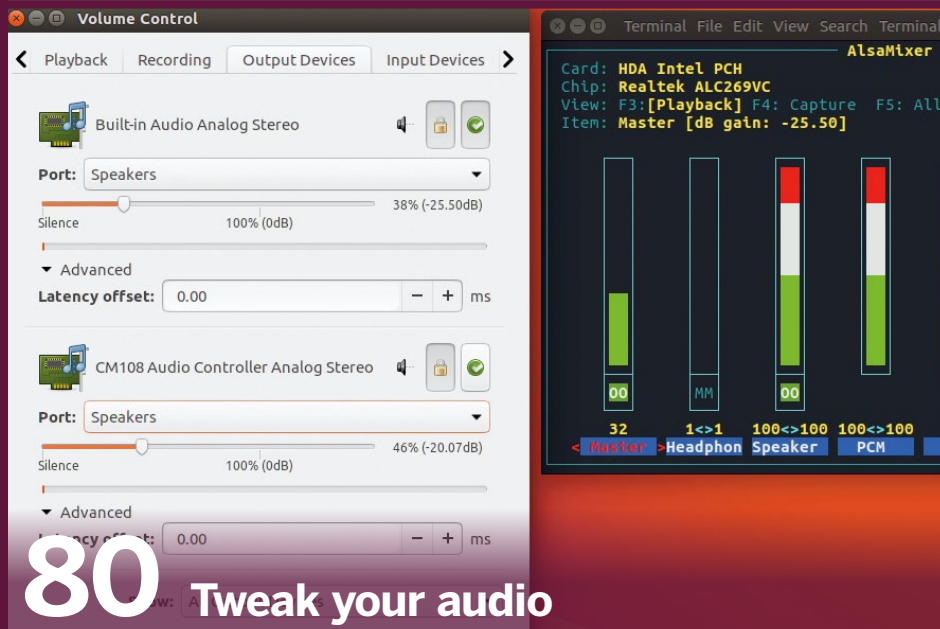 Volume Control
Playback Recording Output Devices Input Devices
Built-in Audio Analog Stereo
Port: Speakers
38% (-25.50dB)
Silence 100% (0dB)
Advanced
Latency offset: 0.00 ms
CM108 Audio Controller Analog Stereo
Port: Speakers
46% (-20.07dB)
Silence 100% (0dB)
Advanced
Latency offset: 0.00 ms
80 Tweak your audio
Terminal File Edit View Search Terminal
AlsaMixer
Card: HDA Intel PCH
Chip: Realtek ALC269VC
View: F3:[Playback] F4: Capture F5: All
Item: Master [dB gain: -25.50]
OO MM OO
32 1<>1 100<>100 100<>100
< Master >Headphon Speaker PCM